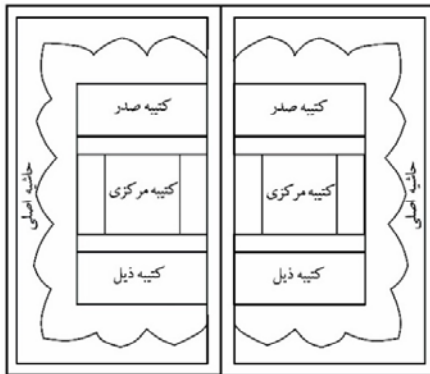 کتیبه صدر
کتیبه صدر
کتیبه مرکزی
کتیبه مرکزی
کتیبه ذیل
کتیبه ذیل
حاشیه اصلی
حاشیه اصلی